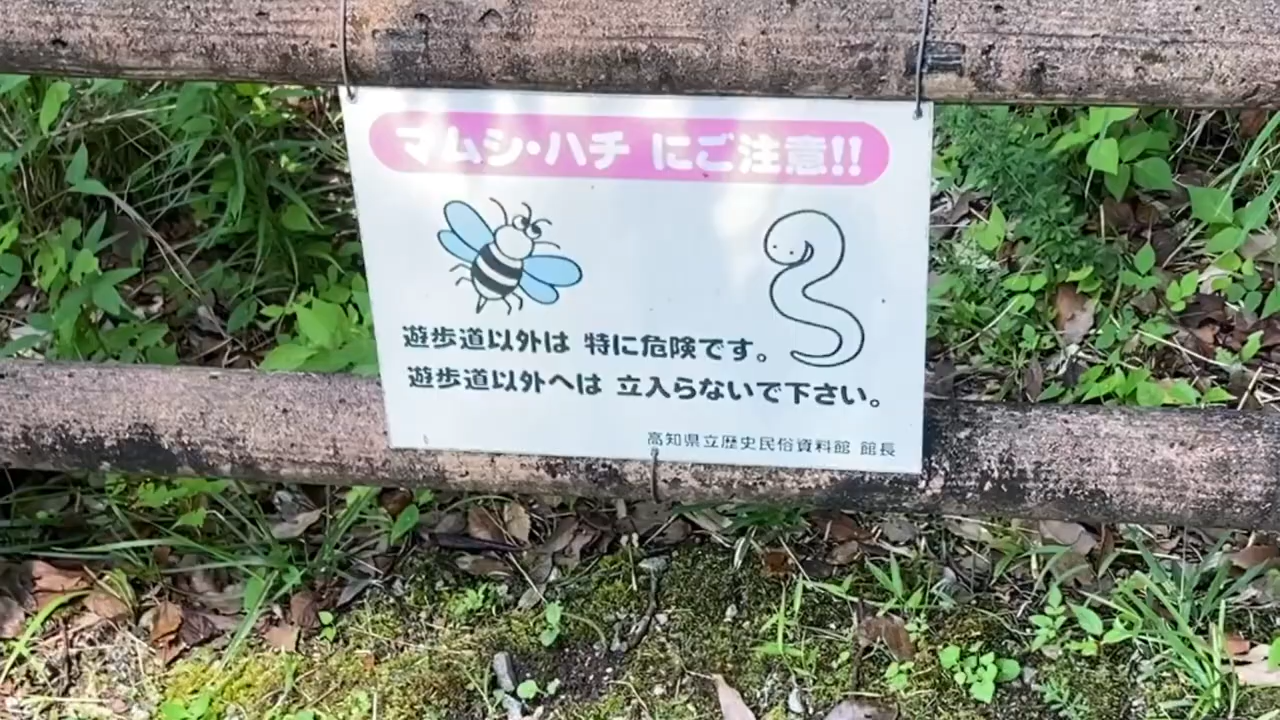 マムシ・ハチ にご注意!!
遊歩道以外は 特に危険です。
遊歩道以外へは 立入らないで下さい。
高知県立歴史民俗資料館 館長